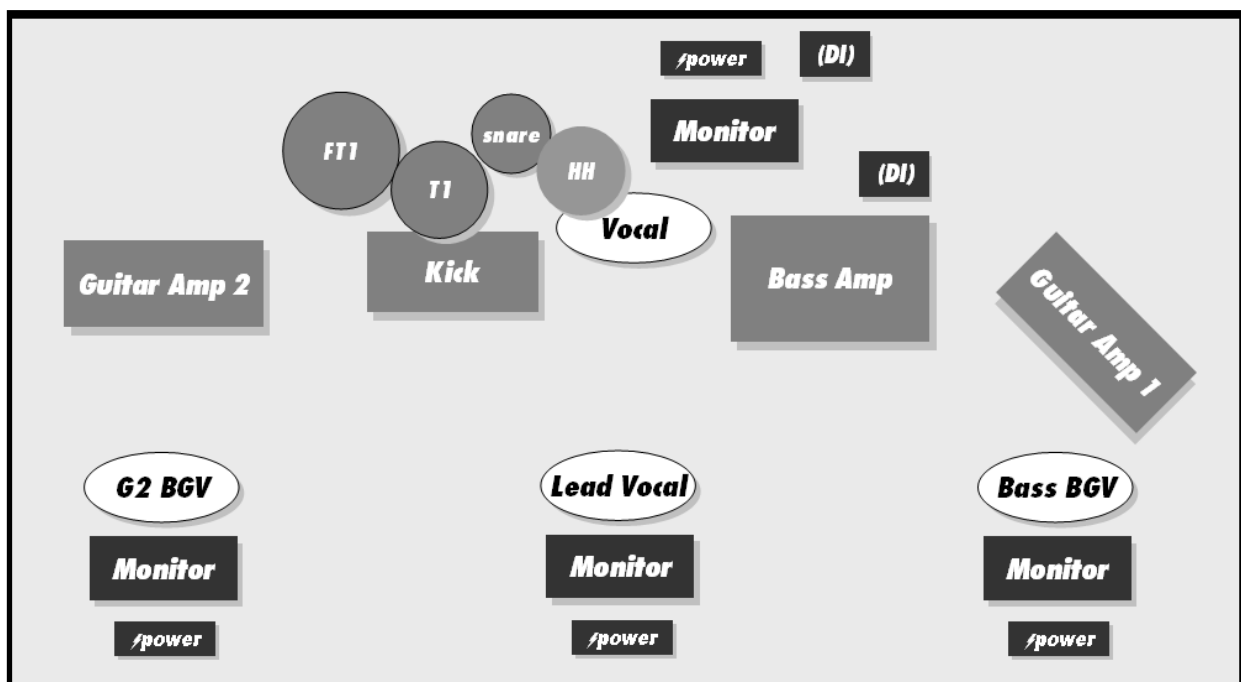 ⚡power
(DI)
Monitor
snare
FT1
HH
T1
(DI)
Vocal
Kick
Guitar Amp 2
Bass Amp
Guitar Amp 1
G2 BGV
Lead Vocal
Bass BGV
Monitor
Monitor
Monitor
⚡power
⚡power
⚡power